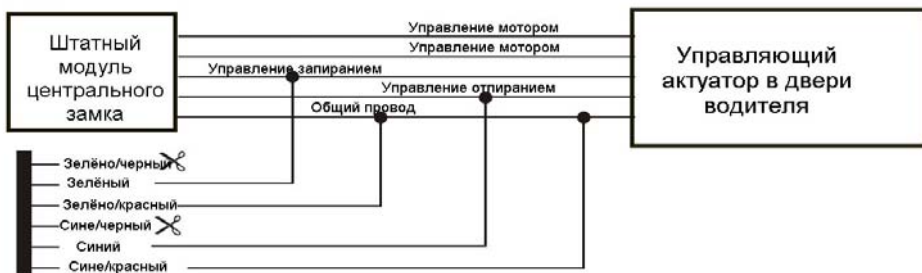 Штатный
модуль
центрального
замка
Управление мотором
Управление мотором
Управление запиранием
Управление отпиранием
Общий провод
Управляющий
актуатор в двери
водителя
Зелёно/черный
Зелёный
Зелёно/красный
Сине/черный
Синий
Сине/красный